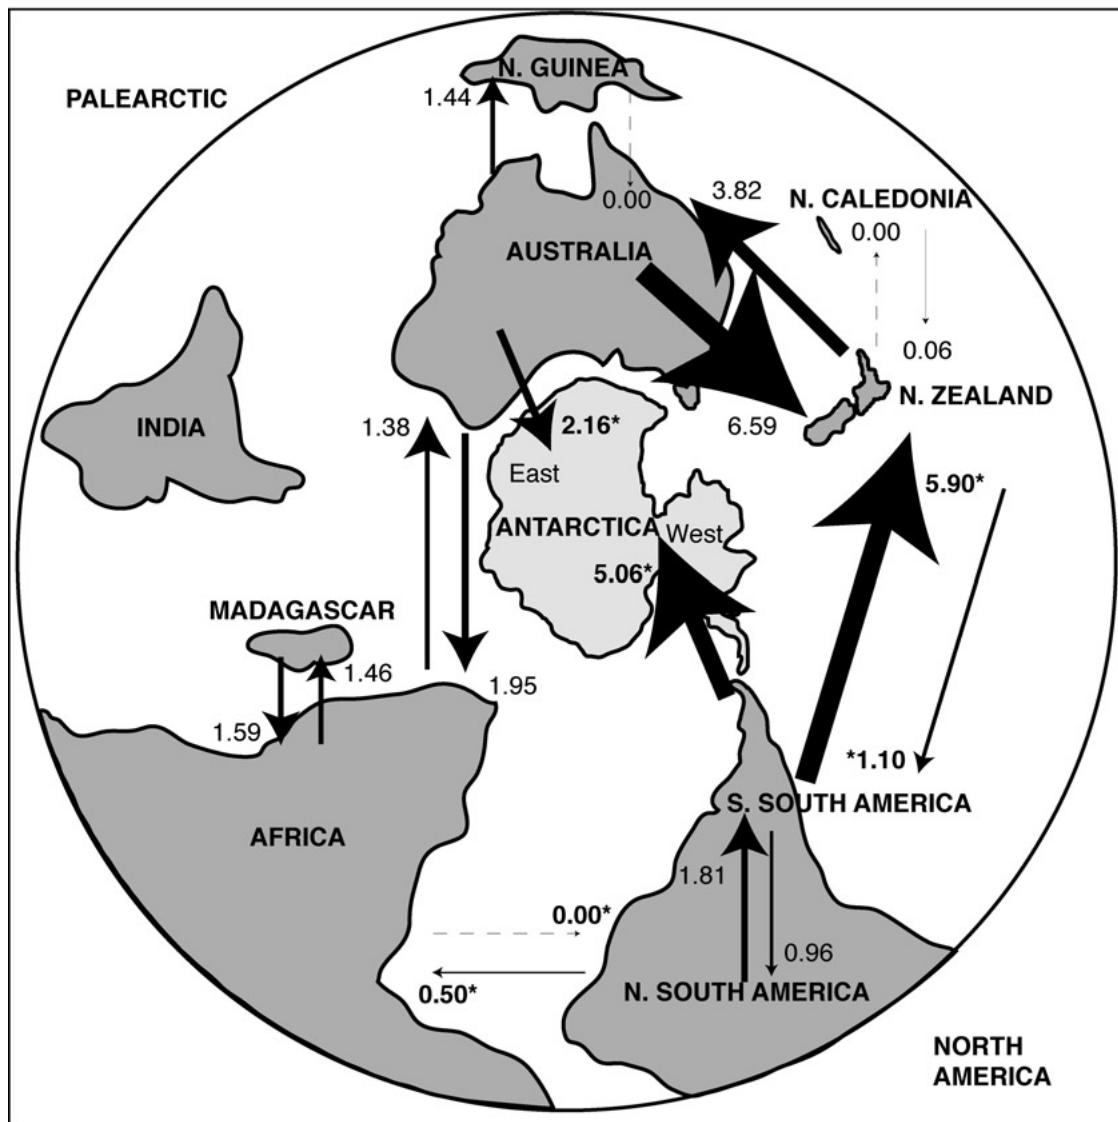 N. GUINEA
PALEARCTIC
1.44
3.82
N. CALEDONIA
0.00
0.00
AUSTRALIA
0.06
N. ZEALAND
INDIA
1.38
2.16*
6.59
East
5.90*
ANTARCTICA
West
5.06*
MADAGASCAR
1.46
1.95
1.59
*1.10
S. SOUTH AMERICA
AFRICA
1.81
0.00*
0.96
0.50*
N. SOUTH AMERICA
NORTH
AMERICA